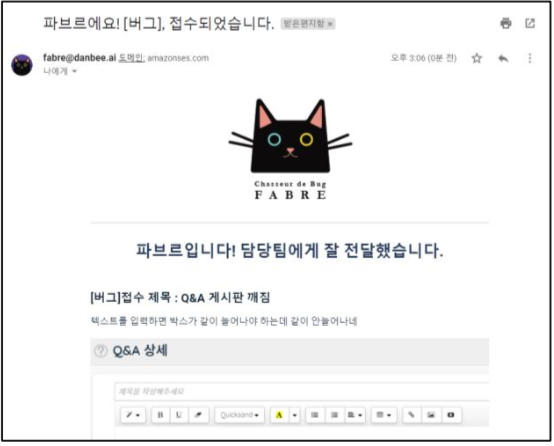 파브르에요! [버그], 접수되었습니다. 받은편지함 ×
fabre@danbee.ai 도메인: amazonses.com
오후 3:06 (0분 전)
나에게
Chasseur de Bug
FABRE
파브르입니다! 담당팀에게 잘 전달했습니다.
[버그]접수 제목 : Q&A 게시판 깨짐
텍스트를 입력하면 박스가 같이 늘어나야 하는데 같이 안늘어나네
? Q&A 상세
제목을 작성해주세요
B U Quicksand A